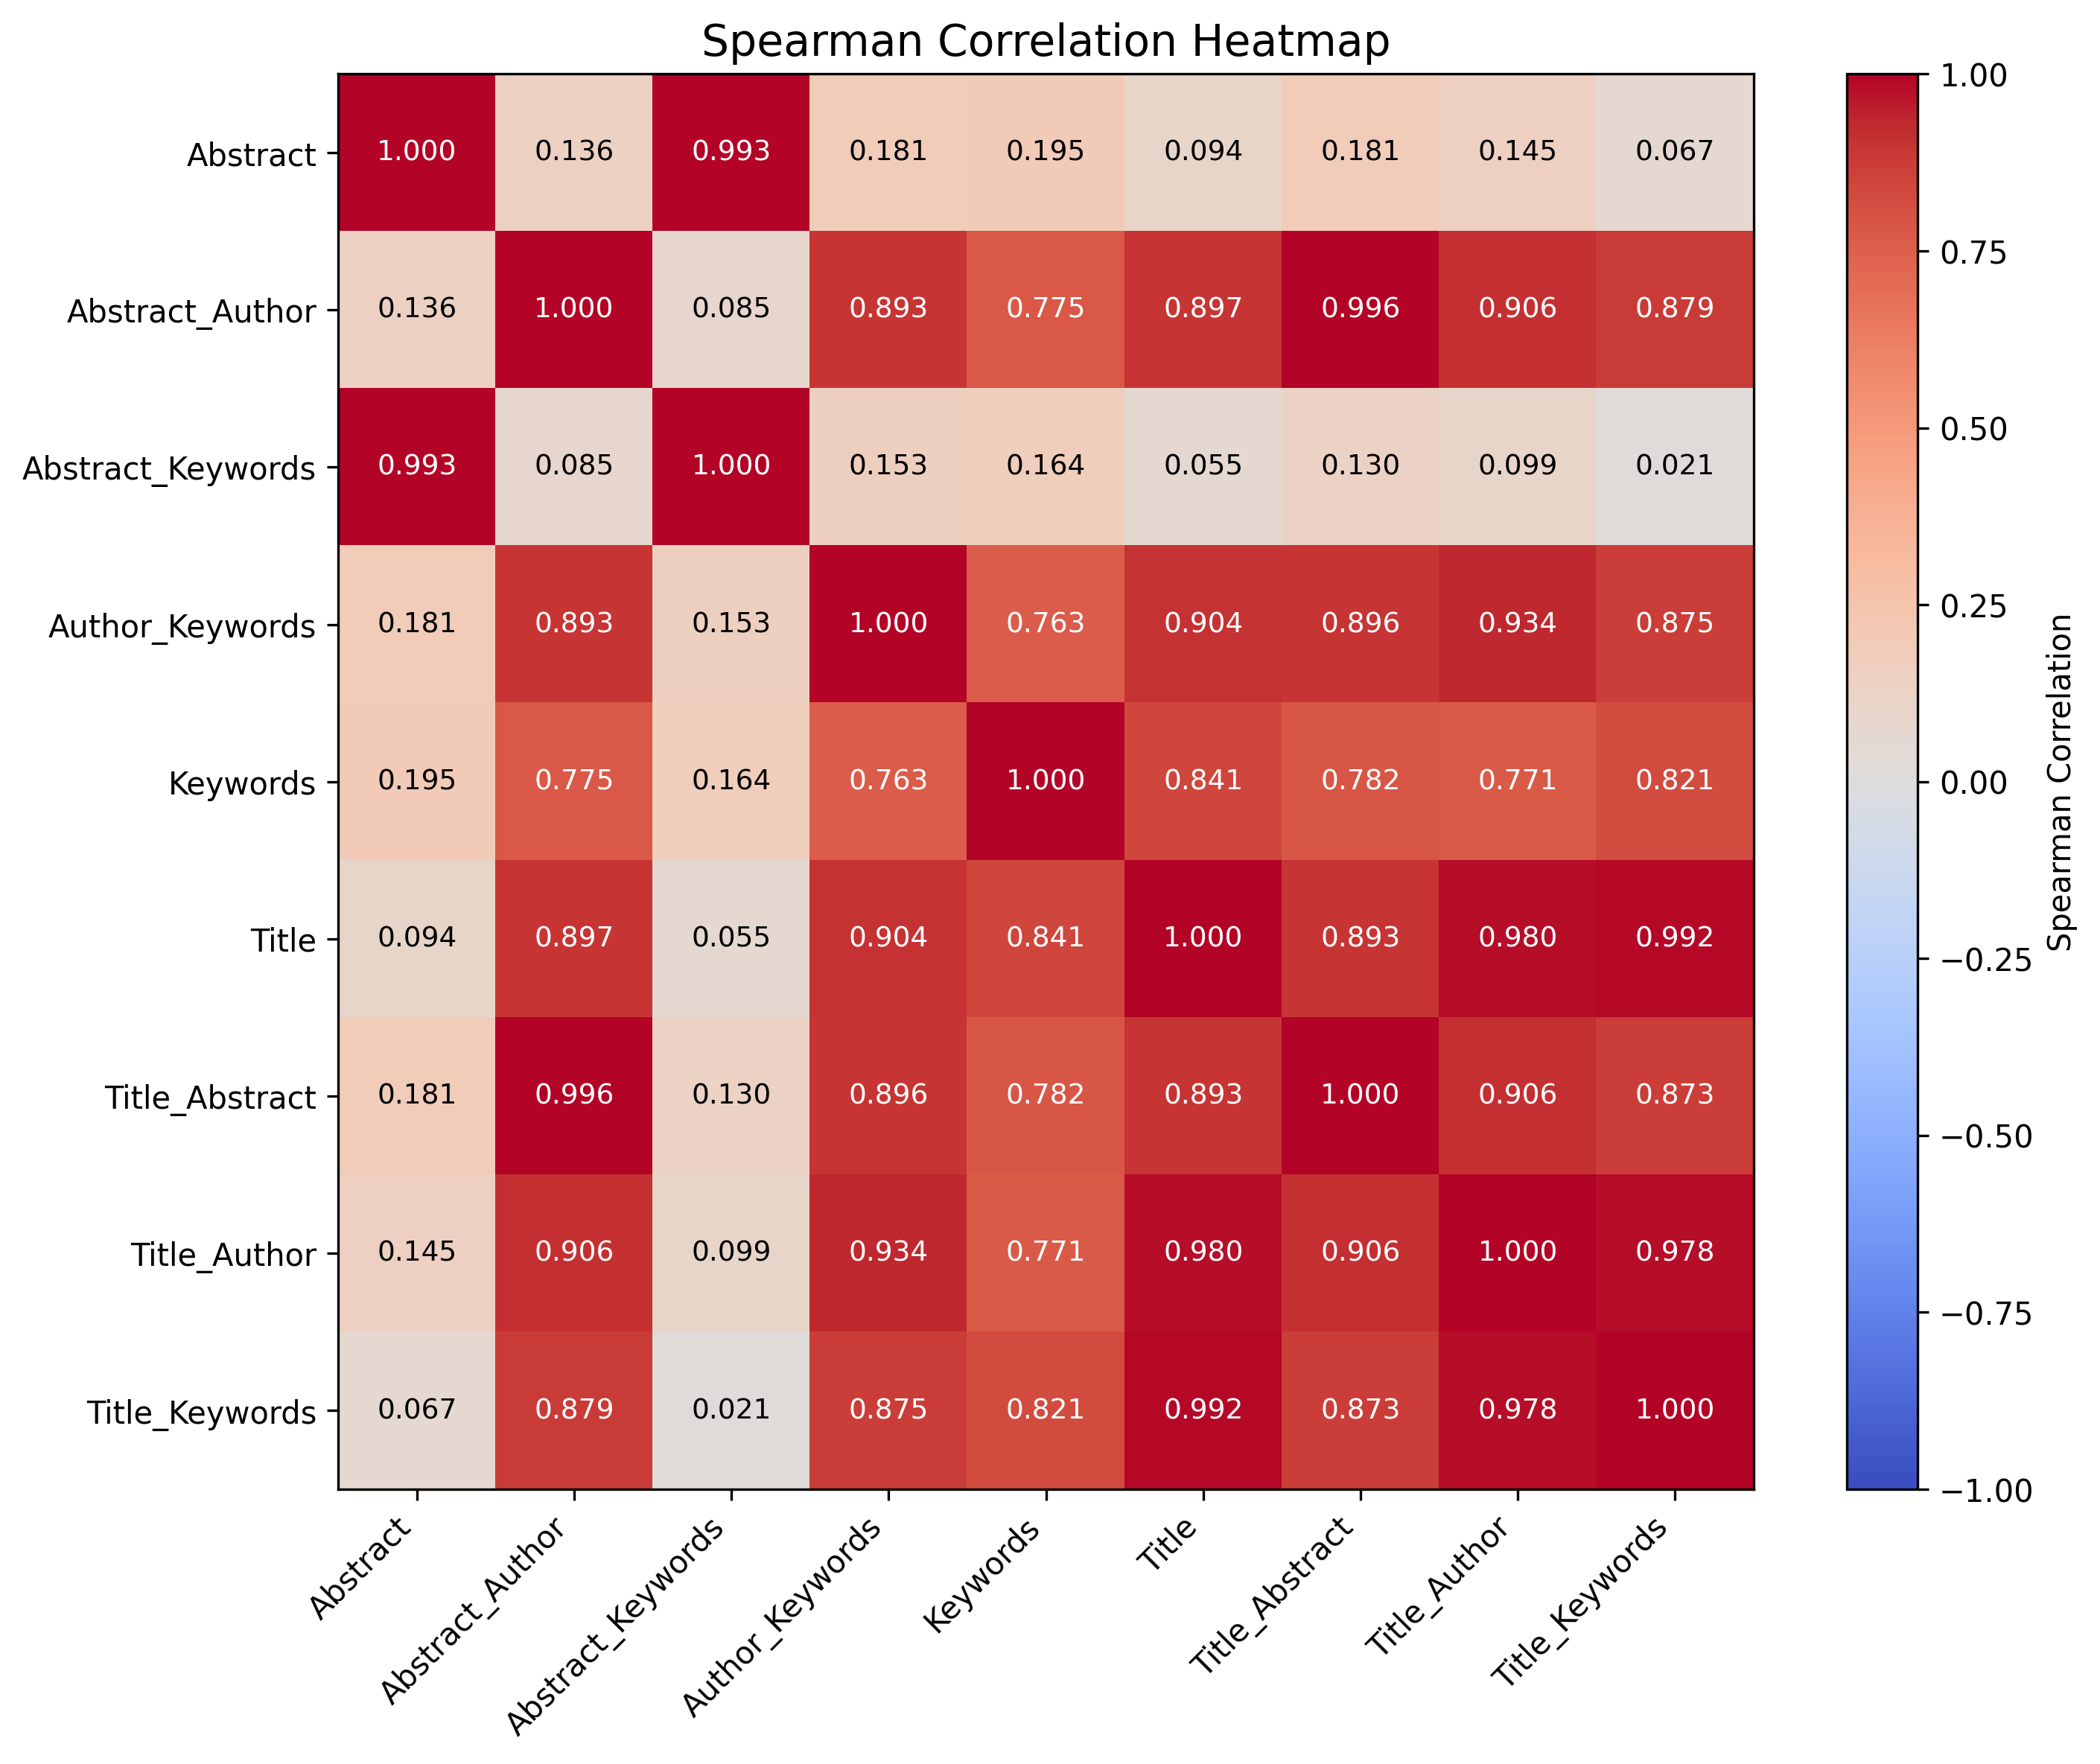 Spearman Correlation Heatmap
Abstract 1.000 0.136 0.993 0.181 0.195 0.094 0.181 0.145 0.067
Abstract_Author 0.136 1.000 0.085 0.893 0.775 0.897 0.996 0.906 0.879
Abstract_Keywords 0.993 0.085 1.000 0.153 0.164 0.055 0.130 0.099 0.021
Author_Keywords 0.181 0.893 0.153 1.000 0.763 0.904 0.896 0.934 0.875
Keywords 0.195 0.775 0.164 0.763 1.000 0.841 0.782 0.771 0.821
Title 0.094 0.897 0.055 0.904 0.841 1.000 0.893 0.980 0.992
Title_Abstract 0.181 0.996 0.130 0.896 0.782 0.893 1.000 0.906 0.873
Title_Author 0.145 0.906 0.099 0.934 0.771 0.980 0.906 1.000 0.978
Title_Keywords 0.067 0.879 0.021 0.875 0.821 0.992 0.873 0.978 1.000
Abstract
Abstract_Author
Abstract_Keywords
Author_Keywords
Keywords
Title
Title_Abstract
Title_Author
Title_Keywords
1.00
0.75
0.50
0.25
0.00
−0.25
−0.50
−0.75
−1.00
Spearman Correlation